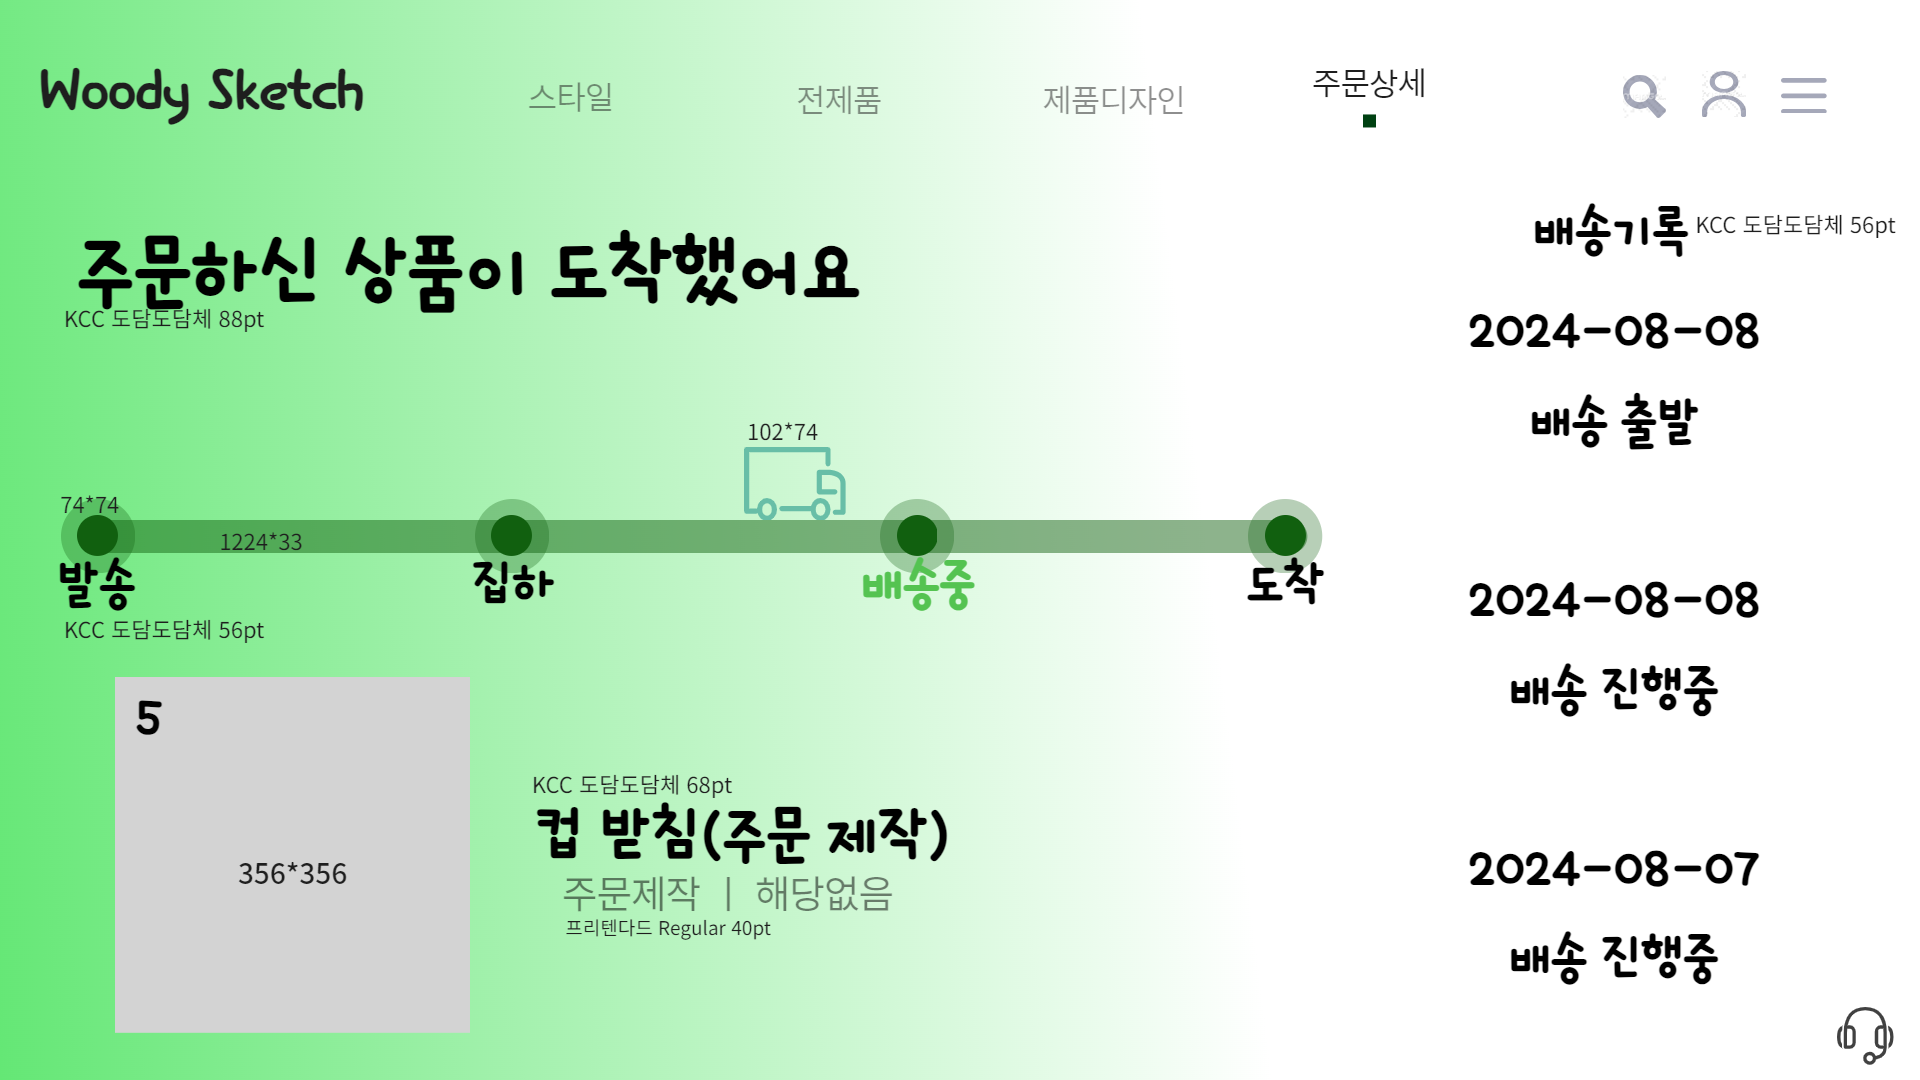 Woody Sketch
스타일
전제품
제품디자인
주문상세
주문하신 상품이 도착했어요
KCC 도담도담체 88pt
102*74
74*74
1224*33
발송
집하
배송중
도착
KCC 도담도담체 56pt
5
356*356
KCC 도담도담체 68pt
컵 받침(주문 제작)
주문제작 | 해당없음
프리텐다드 Regular 40pt
배송기록 KCC 도담도담체 56pt
2024-08-08
배송 출발
2024-08-08
배송 진행중
2024-08-07
배송 진행중